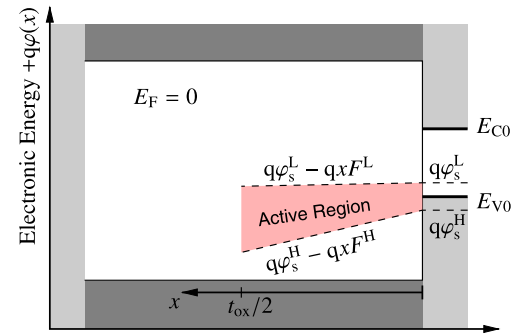 Electronic Energy +qφ(x)
E_F = 0
E_C0
qφ_s^L − qxF^L
qφ_s^L
Active Region
E_V0
qφ_s^H − qxF^H
qφ_s^H
x
t_ox/2